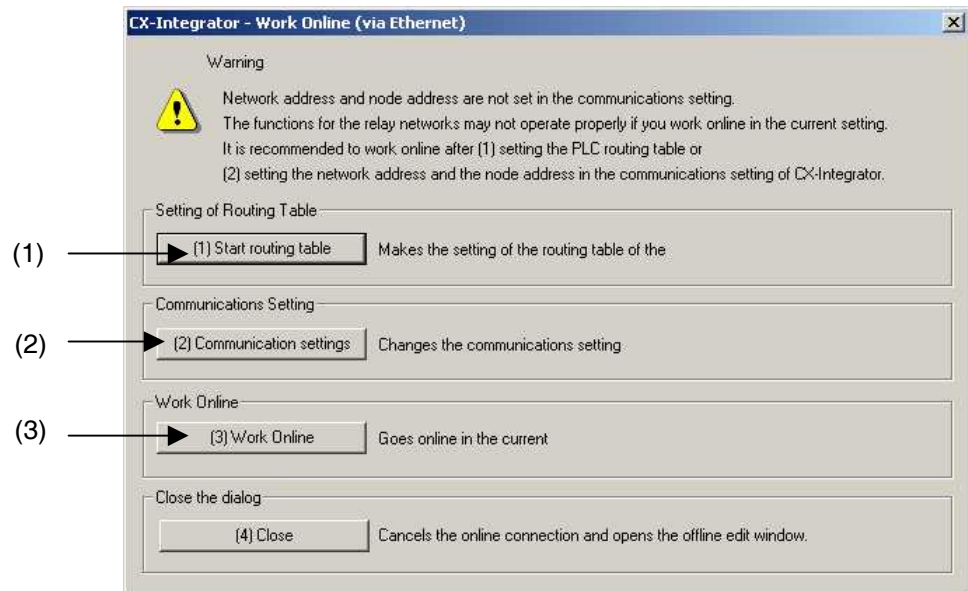 CX-Integrator - Work Online (via Ethernet)
Warning
Network address and node address are not set in the communications setting.
The functions for the relay networks may not operate properly if you work online in the current setting.
It is recommended to work online after (1) setting the PLC routing table or
(2) setting the network address and the node address in the communications setting of CX-Integrator.
Setting of Routing Table
(1)
(1) Start routing table
Makes the setting of the routing table of the
Communications Setting
(2)
(2) Communication settings
Changes the communications setting
Work Online
(3)
(3) Work Online
Goes online in the current
Close the dialog
(4) Close
Cancels the online connection and opens the offline edit window.